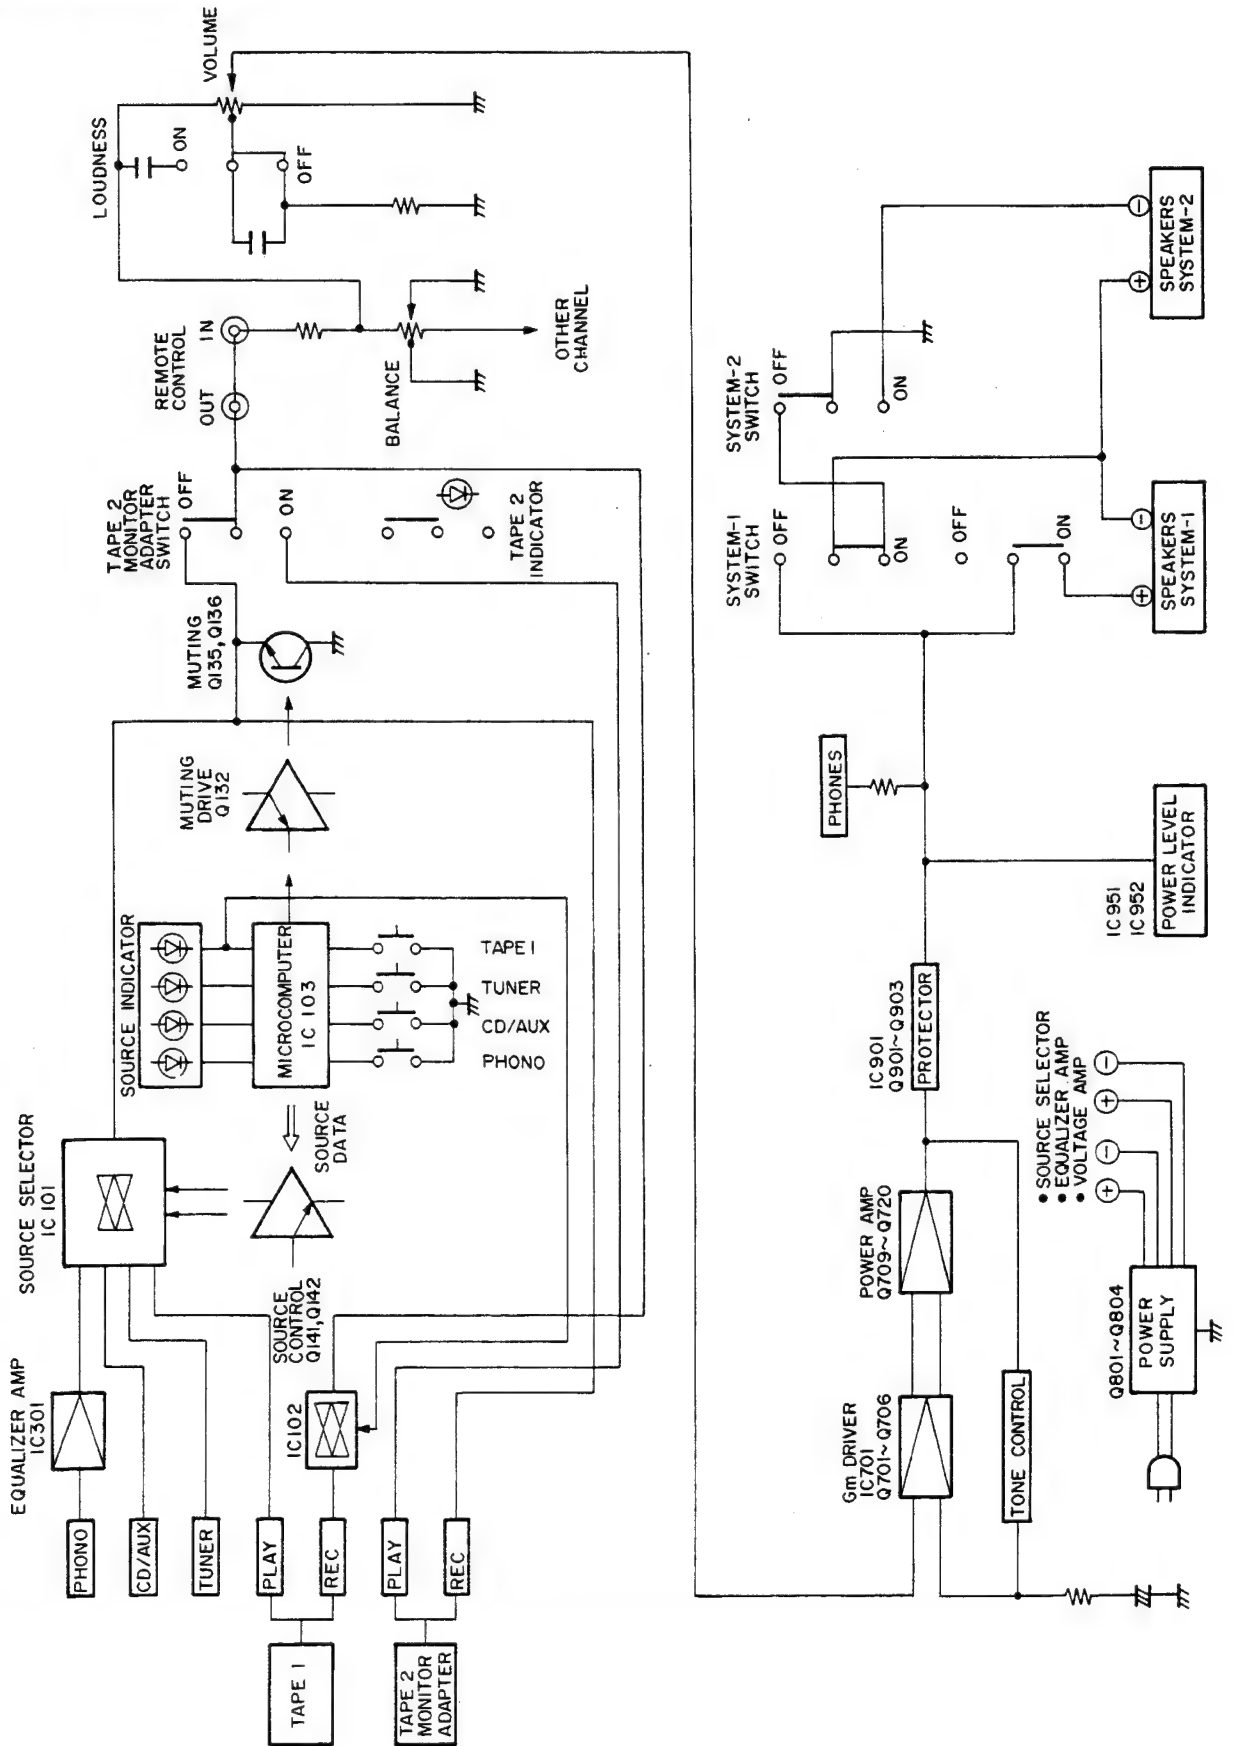 EQUALIZER AMP
IC301
SOURCE SELECTOR
IC101
PHONO
CD/AUX
TUNER
PLAY
REC
PLAY
REC
TAPE 1
TAPE 2
MONITOR
ADAPTER
IC102
SOURCE
CONTROL
Q141,Q142
SOURCE
DATA
SOURCE INDICATOR
MICROCOMPUTER
IC 103
PHONO
CD/AUX
TUNER
TAPE 1
MUTING
DRIVE
Q132
MUTING
Q135,Q136
TAPE 2
MONITOR
ADAPTER
SWITCH
OFF
ON
TAPE 2
INDICATOR
REMOTE
CONTROL
OUT
IN
BALANCE
OTHER
CHANNEL
LOUDNESS
ON
OFF
VOLUME
Gm DRIVER
IC701
Q701~Q706
POWER AMP
Q709~Q720
TONE CONTROL
IC901
Q901~Q903
PROTECTOR
PHONES
IC951
IC952
POWER LEVEL
INDICATOR
SYSTEM-1
SWITCH
OFF
ON
OFF
ON
SYSTEM-2
SWITCH
OFF
ON
+
-
SPEAKERS
SYSTEM-1
+
-
SPEAKERS
SYSTEM-2
Q801~Q804
POWER
SUPPLY
+
-
+
-
• SOURCE SELECTOR
• EQUALIZER AMP
• VOLTAGE AMP